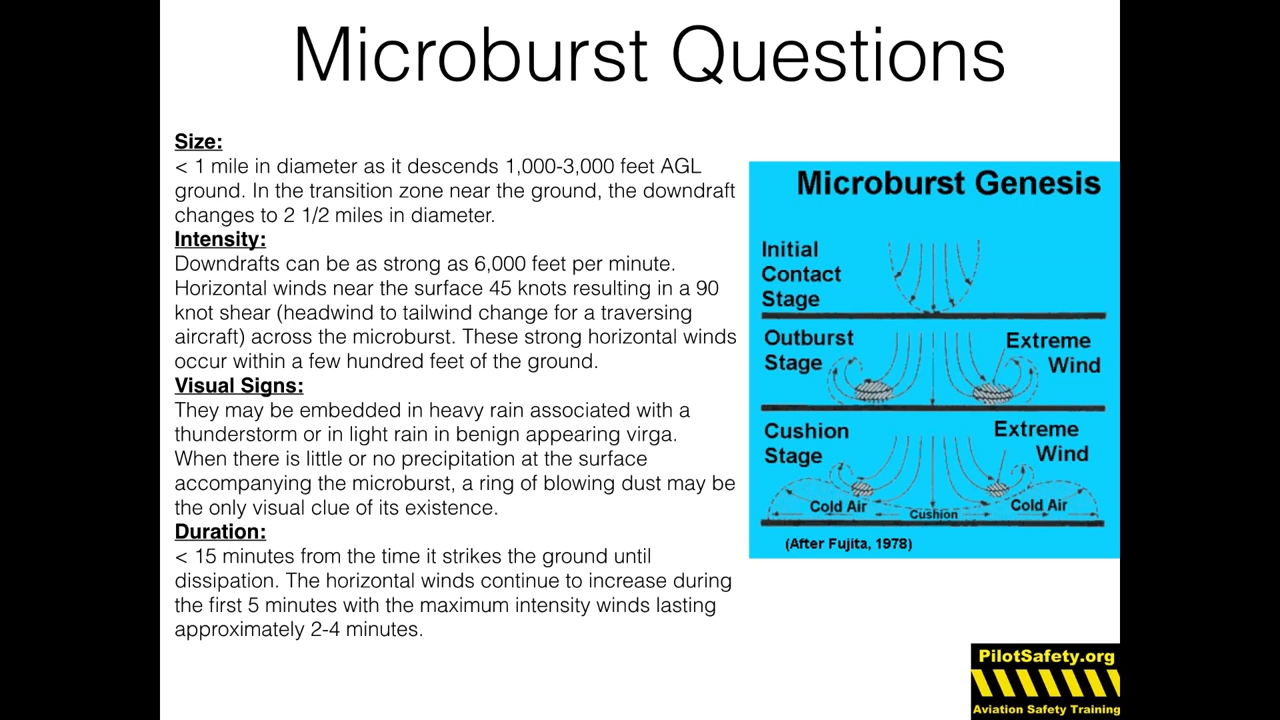 Microburst Questions
Size:
< 1 mile in diameter as it descends 1,000-3,000 feet AGL
ground. In the transition zone near the ground, the downdraft
changes to 2 1/2 miles in diameter.
Intensity:
Downdrafts can be as strong as 6,000 feet per minute.
Horizontal winds near the surface 45 knots resulting in a 90
knot shear (headwind to tailwind change for a traversing
aircraft) across the microburst. These strong horizontal winds
occur within a few hundred feet of the ground.
Visual Signs:
They may be embedded in heavy rain associated with a
thunderstorm or in light rain in benign appearing virga.
When there is little or no precipitation at the surface
accompanying the microburst, a ring of blowing dust may be
the only visual clue of its existence.
Duration:
< 15 minutes from the time it strikes the ground until
dissipation. The horizontal winds continue to increase during
the first 5 minutes with the maximum intensity winds lasting
approximately 2-4 minutes.
Microburst Genesis
Initial
Contact
Stage
Outburst
Stage
Extreme
Wind
Cushion
Stage
Extreme
Wind
Cold Air
Cushion
Cold Air
(After Fujita, 1978)
PilotSafety.org
Aviation Safety Training